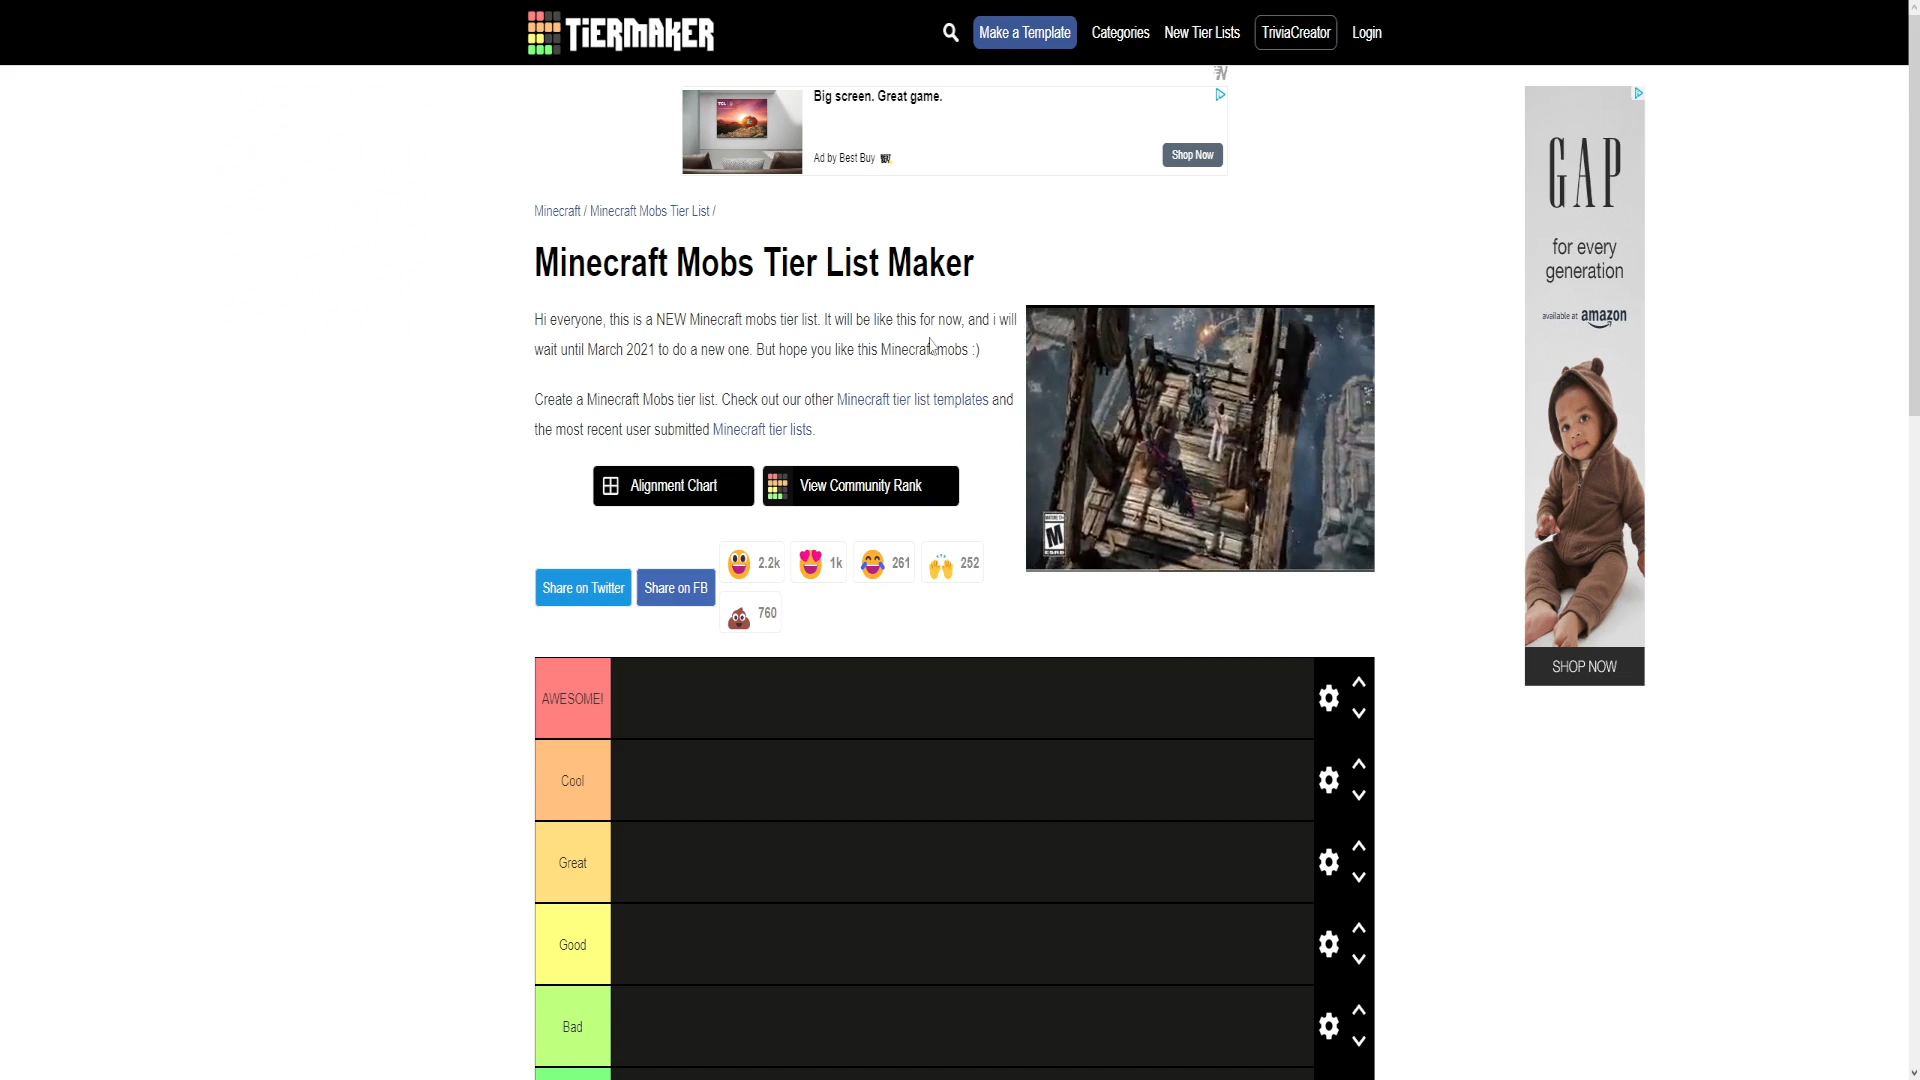 TiERMAKER
Make a Template
Categories
New Tier Lists
TriviaCreator
Login
Big screen. Great game.
Ad by Best Buy
Shop Now
Minecraft / Minecraft Mobs Tier List /
Minecraft Mobs Tier List Maker
Hi everyone, this is a NEW Minecraft mobs tier list. It will be like this for now, and i will
wait until March 2021 to do a new one. But hope you like this Minecraft mobs :)
Create a Minecraft Mobs tier list. Check out our other Minecraft tier list templates and
the most recent user submitted Minecraft tier lists.
Alignment Chart
View Community Rank
Share on Twitter
Share on FB
2.2k
1k
261
252
760
M
ESRB
GAP
for every
generation
available at amazon
SHOP NOW
AWESOME!
Cool
Great
Good
Bad